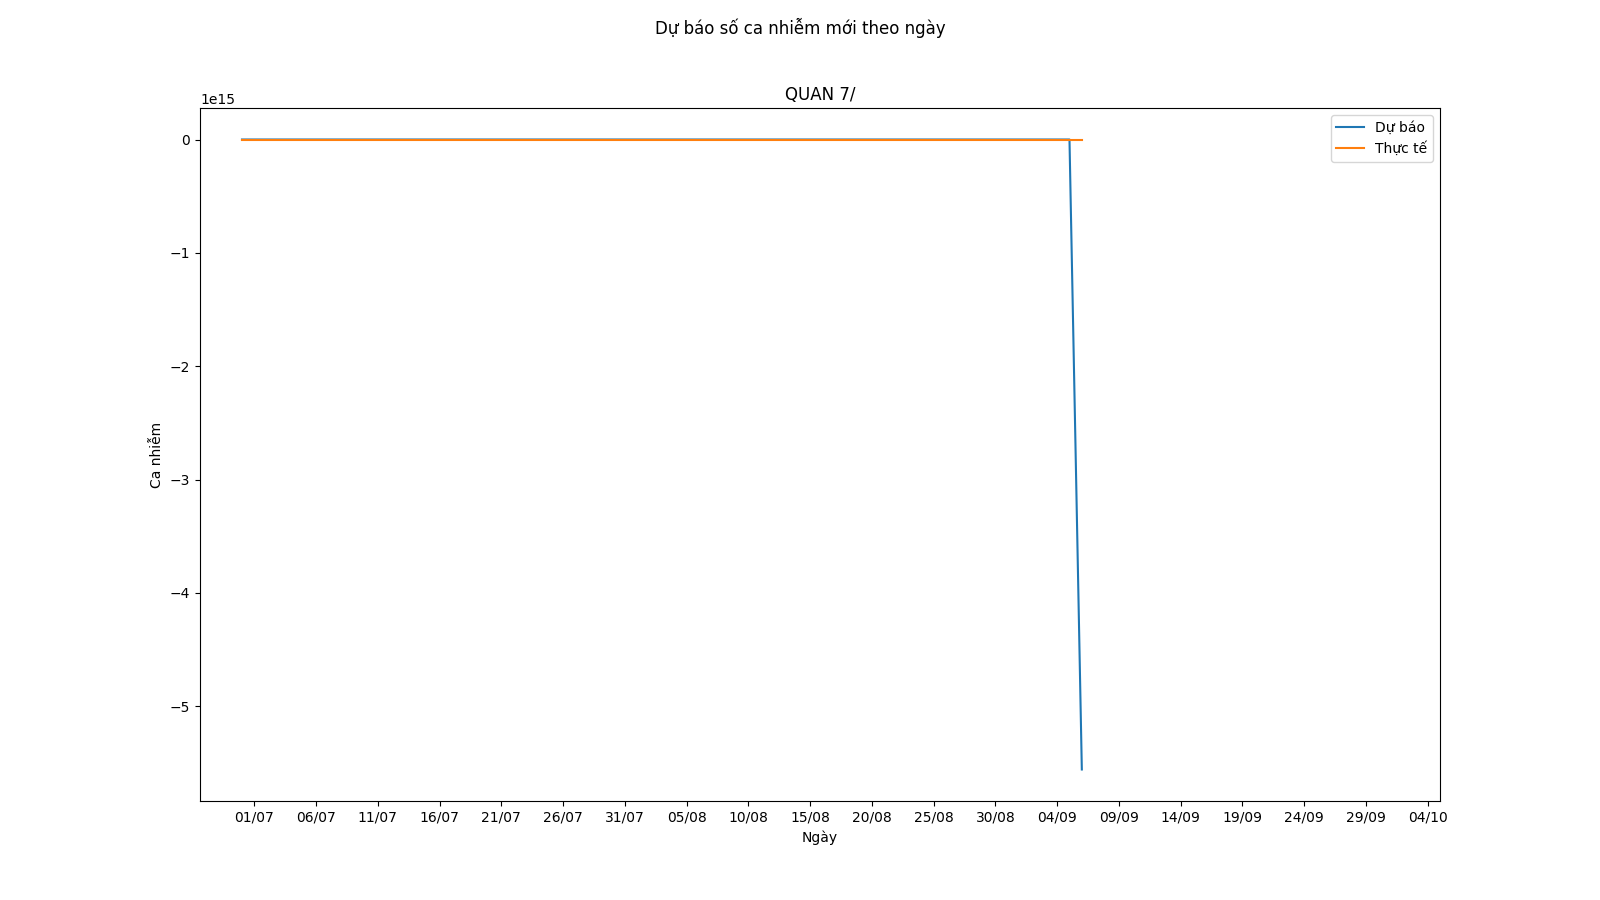 Dự báo số ca nhiễm mới theo ngày
QUAN 7/
1e15
Dự báo
Thực tế
0
−1
−2
−3
−4
−5
Ca nhiễm
01/07 06/07 11/07 16/07 21/07 26/07 31/07 05/08 10/08 15/08 20/08 25/08 30/08 04/09 09/09 14/09 19/09 24/09 29/09 04/10
Ngày